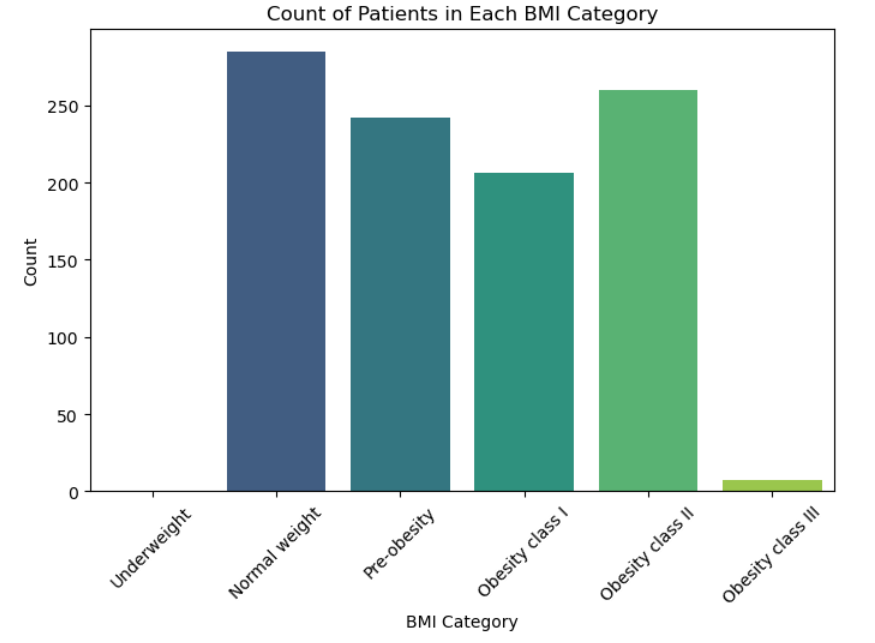 Count of Patients in Each BMI Category
Count
250
200
150
100
50
0
Underweight
Normal weight
Pre-obesity
Obesity class I
Obesity class II
Obesity class III
BMI Category